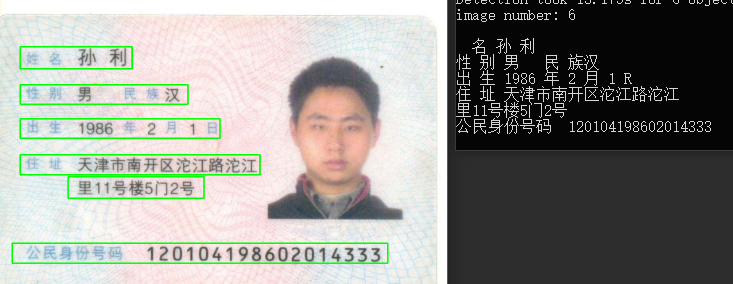 姓 名 孙 利
性 别 男 民 族 汉
出 生 1986 年 2 月 1 日
住 址 天津市南开区沱江路沱江
里11号楼5门2号
公民身份号码 120104198602014333
Detection took for 6 object
image number: 6
名 孙 利
性 别 男 民 族汉
出 生 1986 年 2 月 1 R
住 址 天津市南开区沱江路沱江
里11号楼5门2号
公民身份号码 120104198602014333